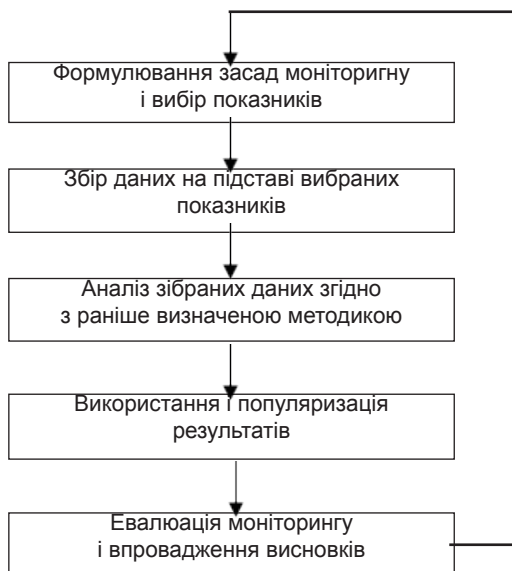 Формулювання засад моніторигну
і вибір показників
Збір даних на підставі вибраних
показників
Аналіз зібраних даних згідно
з раніше визначеною методикою
Використання і популяризація
результатів
Евалюація моніторингу
і впровадження висновків